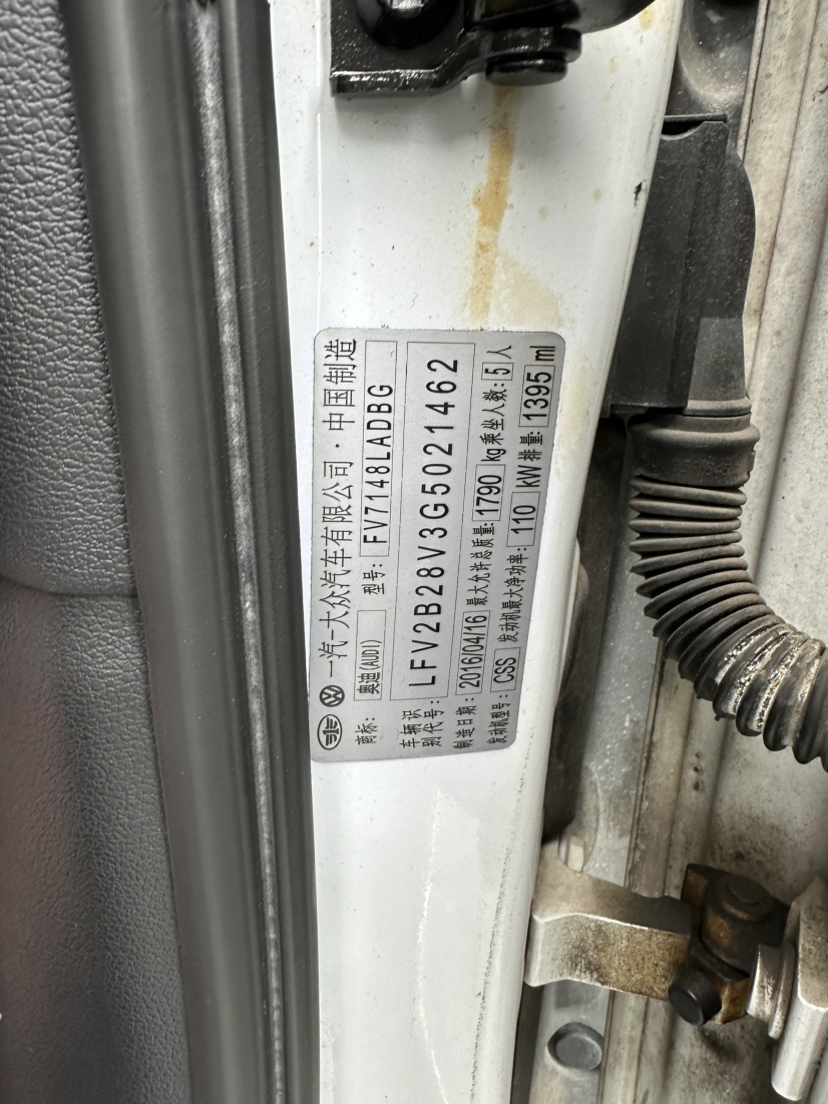 一汽-大众汽车有限公司·中国制造
商标: 奥迪(AUDI) 型号: FV7148LADBG
车辆识别代号: LFV2B28V3G5021462
制造日期: 2016/04/16 最大允许总质量: 1790 kg 乘坐人数: 5 人
发动机型号: CSS 发动机最大净功率: 110 kW 排量: 1395 ml